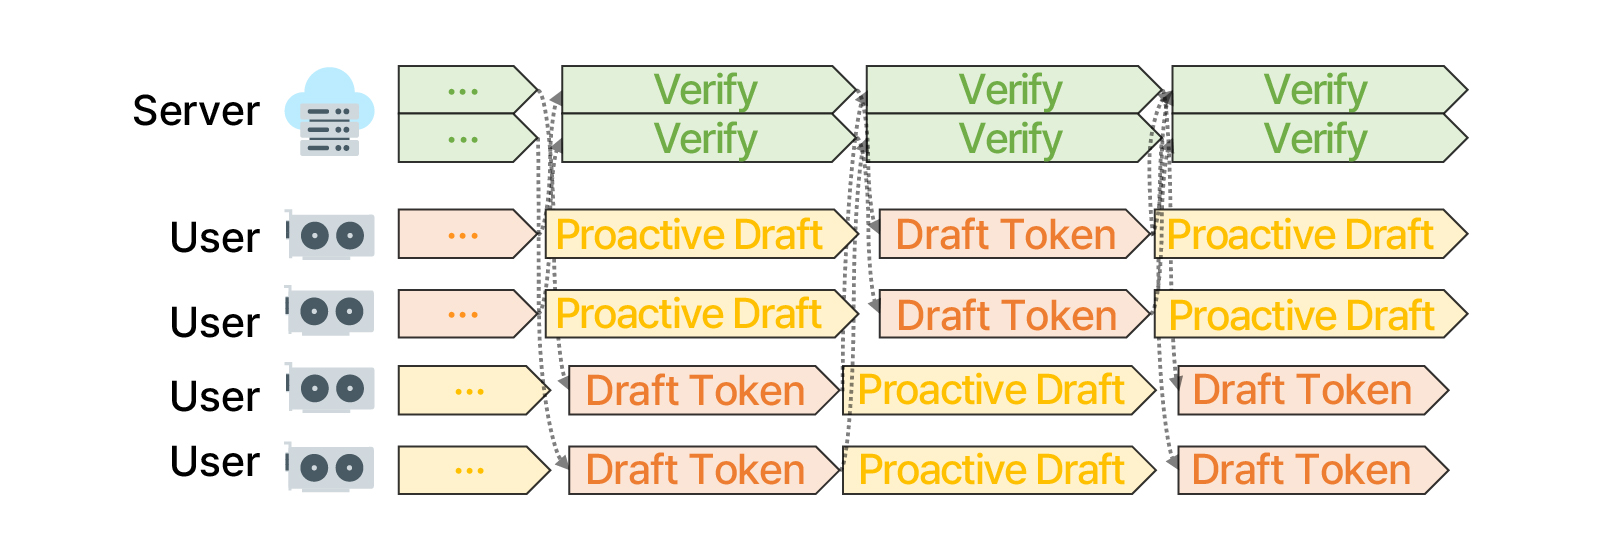 Server ... Verify Verify Verify
... Verify Verify Verify
User ... Proactive Draft Draft Token Proactive Draft
User ... Proactive Draft Draft Token Proactive Draft
User ... Draft Token Proactive Draft Draft Token
User ... Draft Token Proactive Draft Draft Token